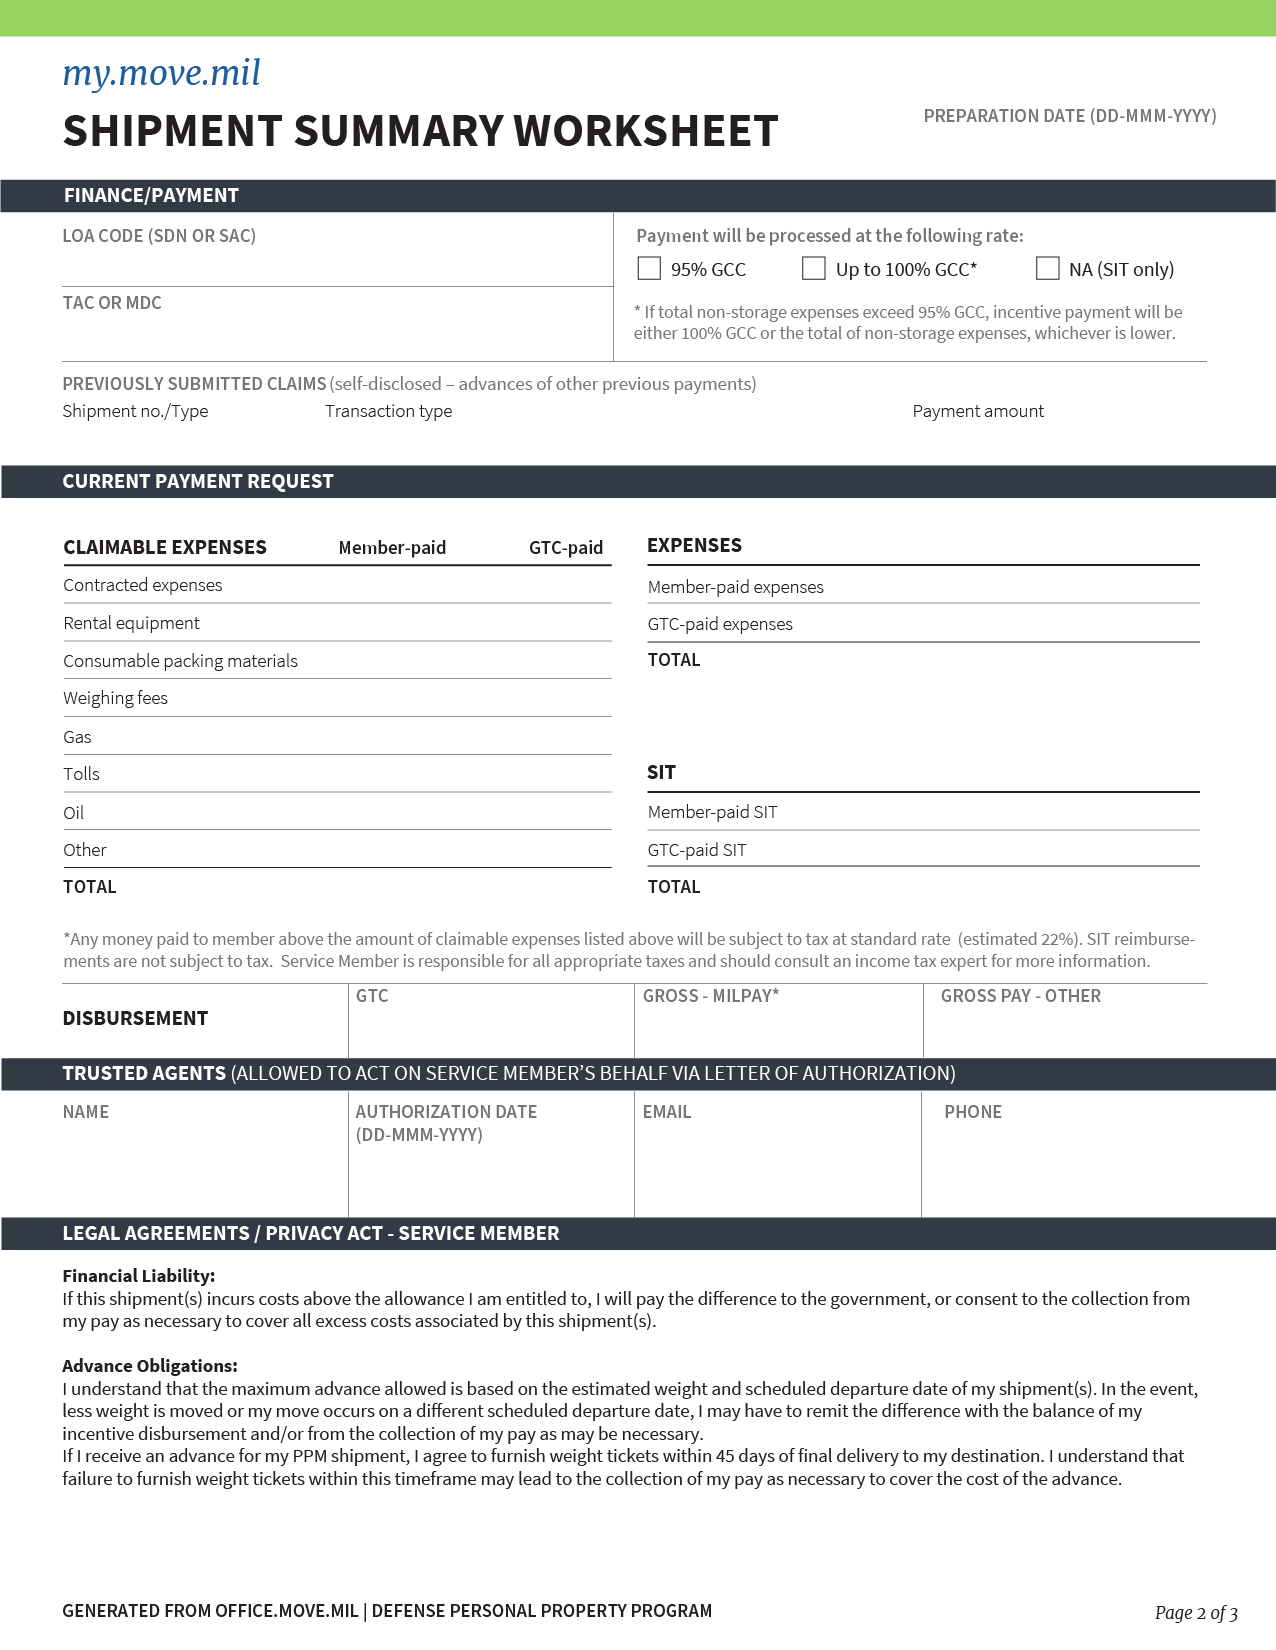 my.move.mil
SHIPMENT SUMMARY WORKSHEET
PREPARATION DATE (DD-MMM-YYYY)
FINANCE/PAYMENT
LOA CODE (SDN OR SAC)
TAC OR MDC
Payment will be processed at the following rate:
95% GCC
Up to 100% GCC*
NA (SIT only)
* If total non-storage expenses exceed 95% GCC, incentive payment will be
either 100% GCC or the total of non-storage expenses, whichever is lower.
PREVIOUSLY SUBMITTED CLAIMS (self-disclosed – advances of other previous payments)
Shipment no./Type Transaction type Payment amount
CURRENT PAYMENT REQUEST
CLAIMABLE EXPENSES Member-paid GTC-paid
Contracted expenses
Rental equipment
Consumable packing materials
Weighing fees
Gas
Tolls
Oil
Other
TOTAL
EXPENSES
Member-paid expenses
GTC-paid expenses
TOTAL
SIT
Member-paid SIT
GTC-paid SIT
TOTAL
*Any money paid to member above the amount of claimable expenses listed above will be subject to tax at standard rate (estimated 22%). SIT reimburse-
ments are not subject to tax. Service Member is responsible for all appropriate taxes and should consult an income tax expert for more information.
DISBURSEMENT
GTC
GROSS - MILPAY*
GROSS PAY - OTHER
TRUSTED AGENTS (ALLOWED TO ACT ON SERVICE MEMBER’S BEHALF VIA LETTER OF AUTHORIZATION)
NAME
AUTHORIZATION DATE
(DD-MMM-YYYY)
EMAIL
PHONE
LEGAL AGREEMENTS / PRIVACY ACT - SERVICE MEMBER
Financial Liability:
If this shipment(s) incurs costs above the allowance I am entitled to, I will pay the difference to the government, or consent to the collection from
my pay as necessary to cover all excess costs associated by this shipment(s).
Advance Obligations:
I understand that the maximum advance allowed is based on the estimated weight and scheduled departure date of my shipment(s). In the event,
less weight is moved or my move occurs on a different scheduled departure date, I may have to remit the difference with the balance of my
incentive disbursement and/or from the collection of my pay as may be necessary.
If I receive an advance for my PPM shipment, I agree to furnish weight tickets within 45 days of final delivery to my destination. I understand that
failure to furnish weight tickets within this timeframe may lead to the collection of my pay as necessary to cover the cost of the advance.
GENERATED FROM OFFICE.MOVE.MIL | DEFENSE PERSONAL PROPERTY PROGRAM
Page 2 of 3